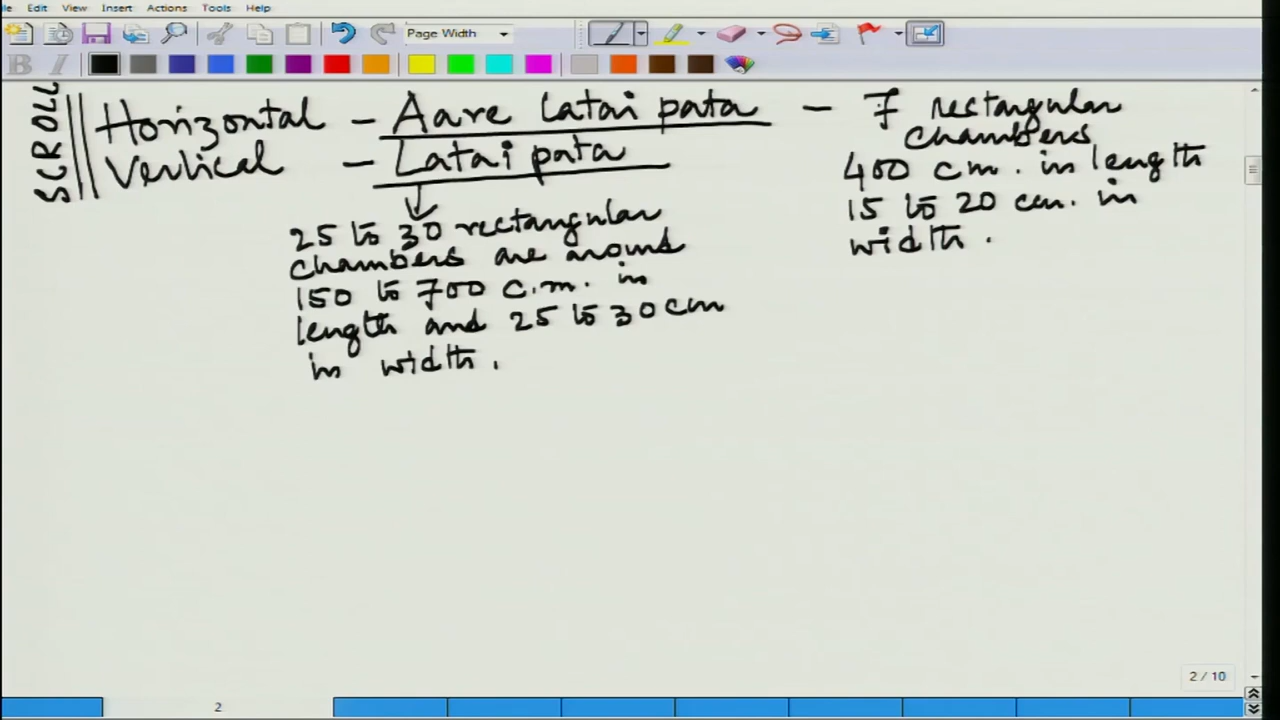 File Edit View Insert Actions Tools Help
Page Width
B I
SCROLL
Horizontal - Aare Latai pata - 7 rectangular chambers
400 cm. in length
15 to 20 cm. in
width.
Vertical - Latai pata
25 to 30 rectangular
chambers are around
150 to 700 c.m. in
length and 25 to 30 cm
in width.
2 / 10
2